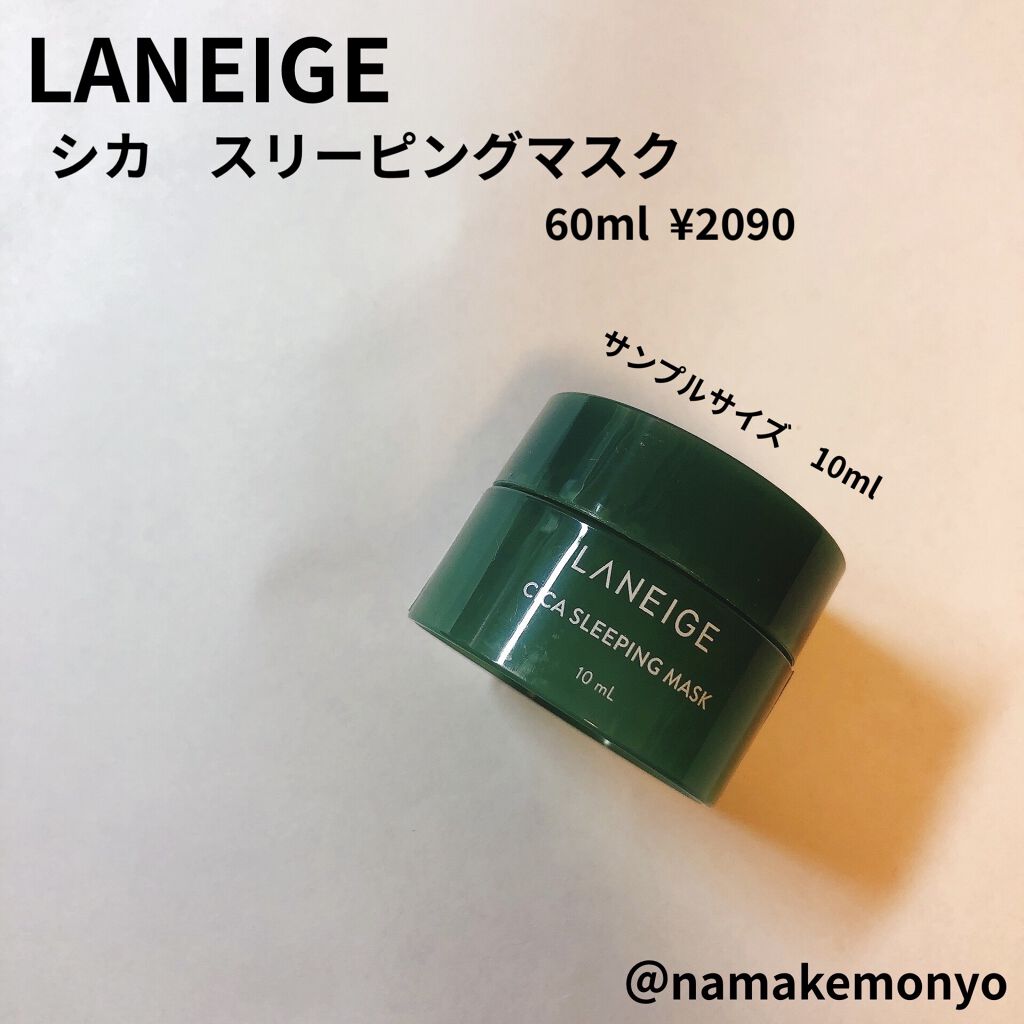 LANEIGE
シカ　スリーピングマスク
60ml ¥2090
サンプルサイズ　10ml
LANEIGE
CICA SLEEPING MASK
10 mL
@namakemonyo